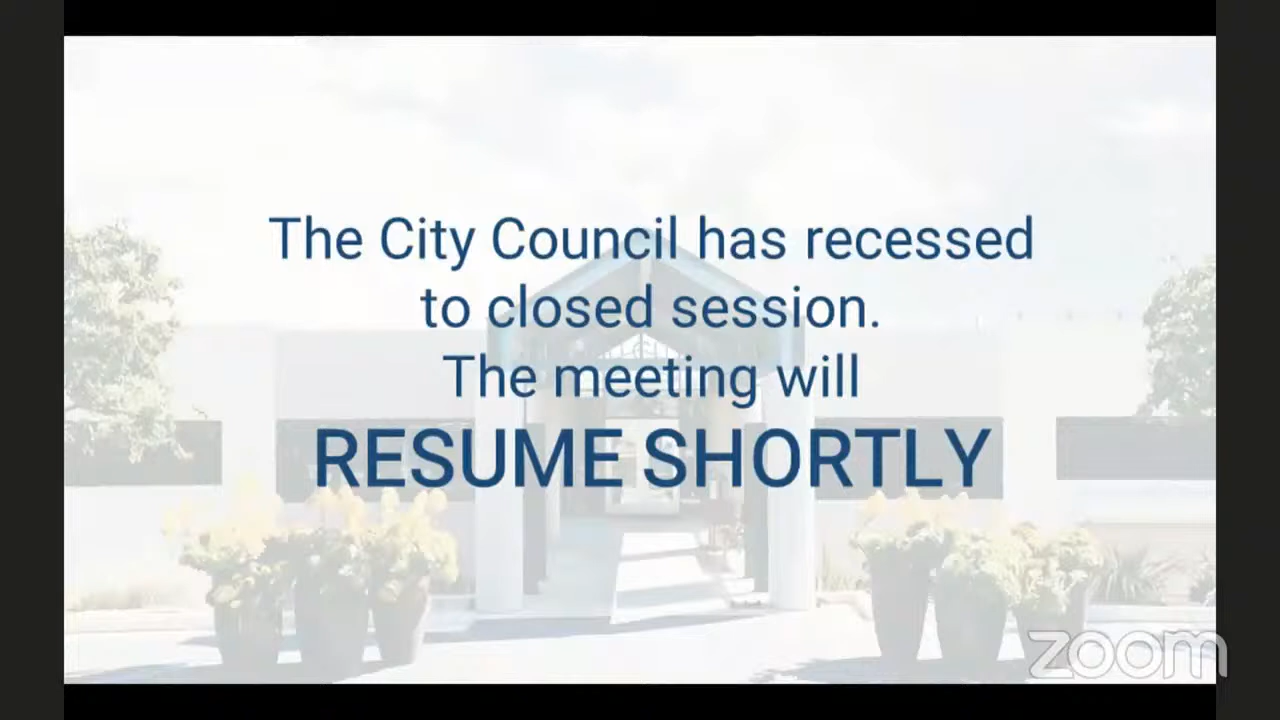 The City Council has recessed
to closed session.
The meeting will
RESUME SHORTLY
zoom